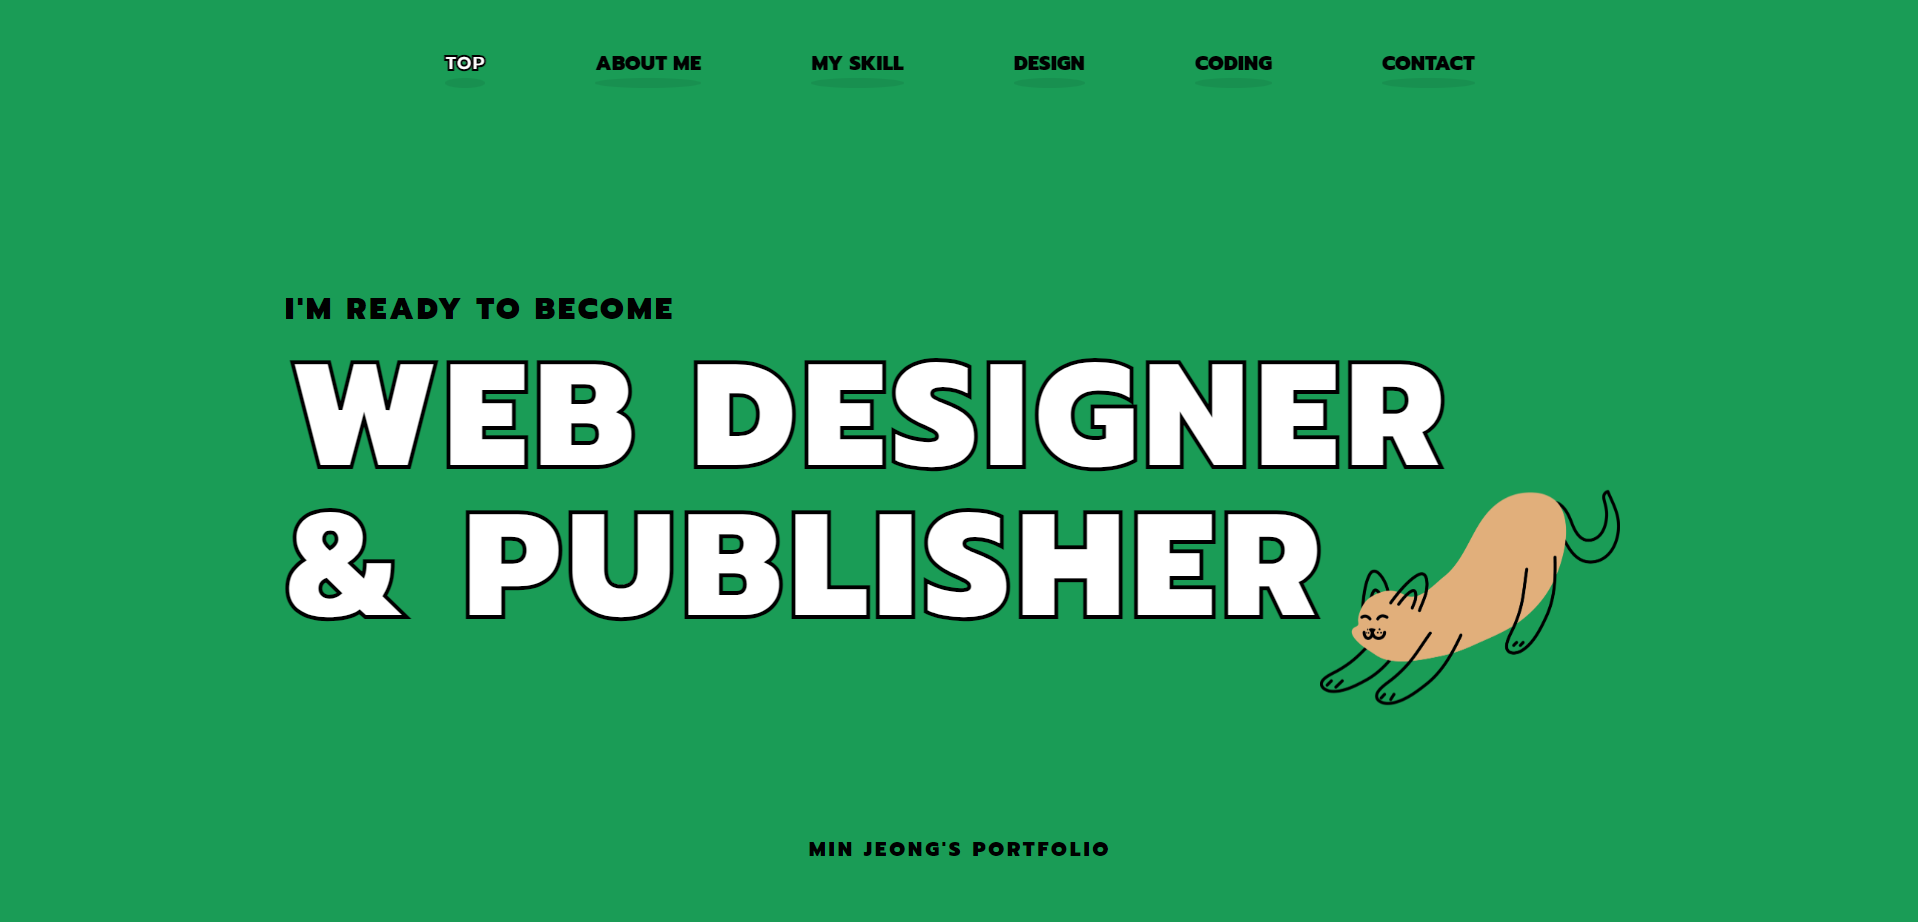 TOP ABOUT ME MY SKILL DESIGN CODING CONTACT
I'M READY TO BECOME
WEB DESIGNER
& PUBLISHER
MIN JEONG'S PORTFOLIO